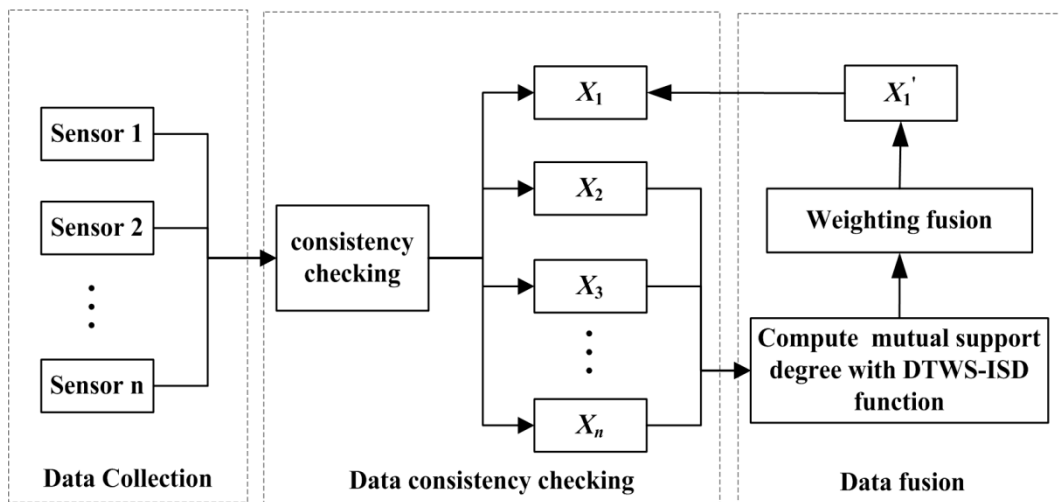 Sensor 1
Sensor 2
Sensor n
Data Collection
consistency
checking
X₁
X₂
X₃
Xₙ
Data consistency checking
X₁'
Weighting fusion
Compute mutual support
degree with DTWS-ISD
function
Data fusion